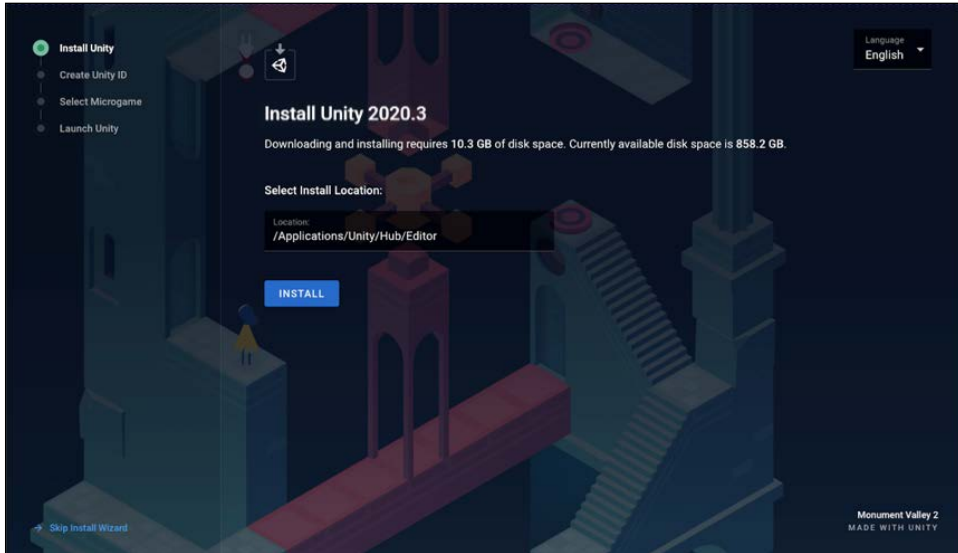 Install Unity
Create Unity ID
Select Microgame
Launch Unity
Language
English
Install Unity 2020.3
Downloading and installing requires 10.3 GB of disk space. Currently available disk space is 858.2 GB.
Select Install Location:
Location:
/Applications/Unity/Hub/Editor
INSTALL
Skip Install Wizard
Monument Valley 2
MADE WITH UNITY